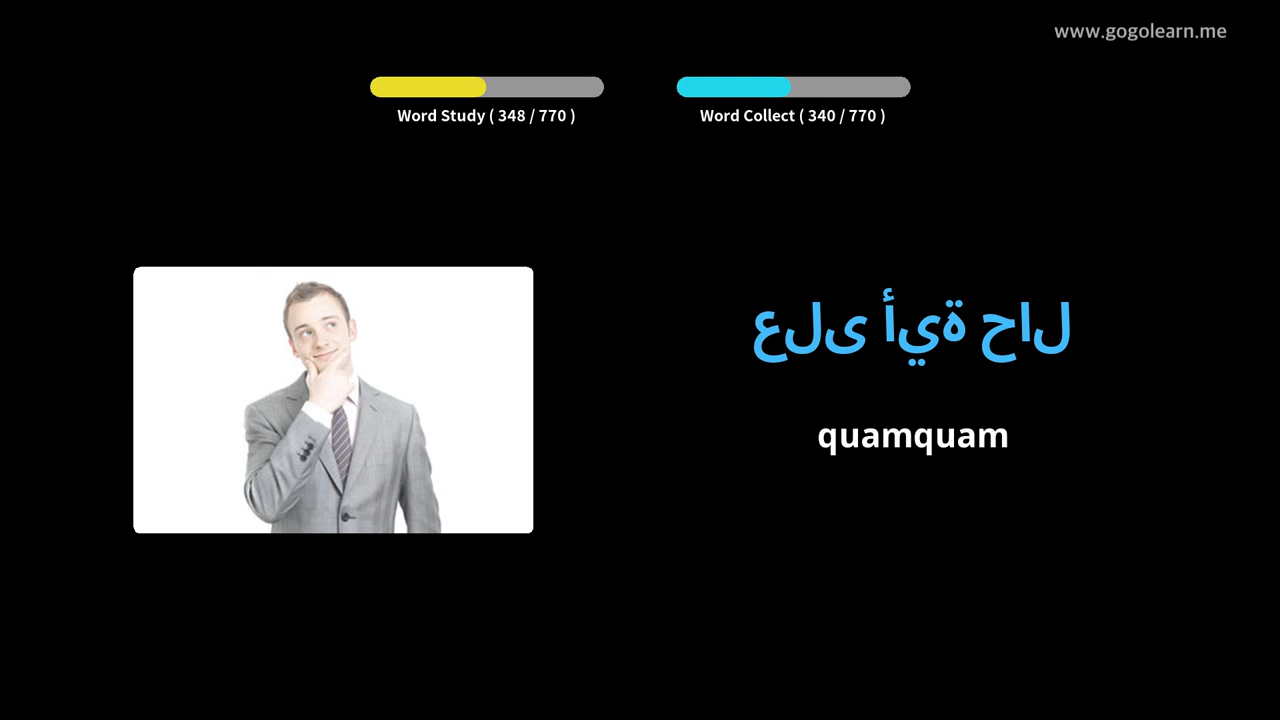 www.gogolearn.me
Word Study ( 348 / 770 )
Word Collect ( 340 / 770 )
على أية حال
quamquam